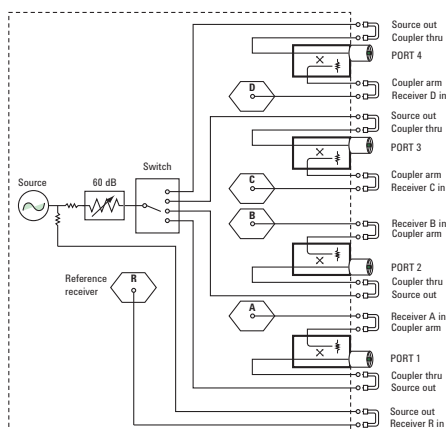 Source out
Coupler thru
PORT 4
Coupler arm
D
Receiver D in
Source out
Coupler thru
PORT 3
Switch
Source
60 dB
Coupler arm
C
Receiver C in
B
Receiver B in
Coupler arm
PORT 2
Reference
receiver
R
Coupler thru
Source out
A
Receiver A in
Coupler arm
PORT 1
Coupler thru
Source out
Source out
Receiver R in